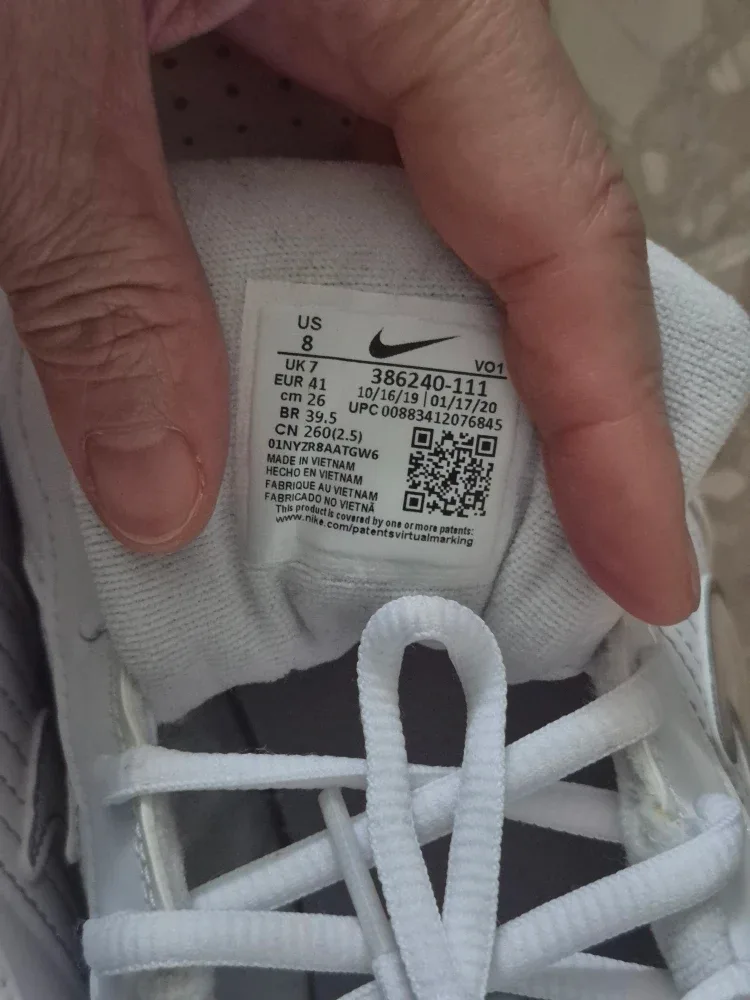 US
8
VO1
UK 7
386240-111
EUR 41
10/16/19 | 01/17/20
cm 26
UPC 00883412076845
BR 39.5
CN 260(2.5)
01NYZR8AATGW6
MADE IN VIETNAM
HECHO EN VIETNAM
FABRIQUE AU VIETNAM
FABRICADO NO VIETNÃ
This product is covered by one or more patents:
www.nike.com/patentsvirtualmarking